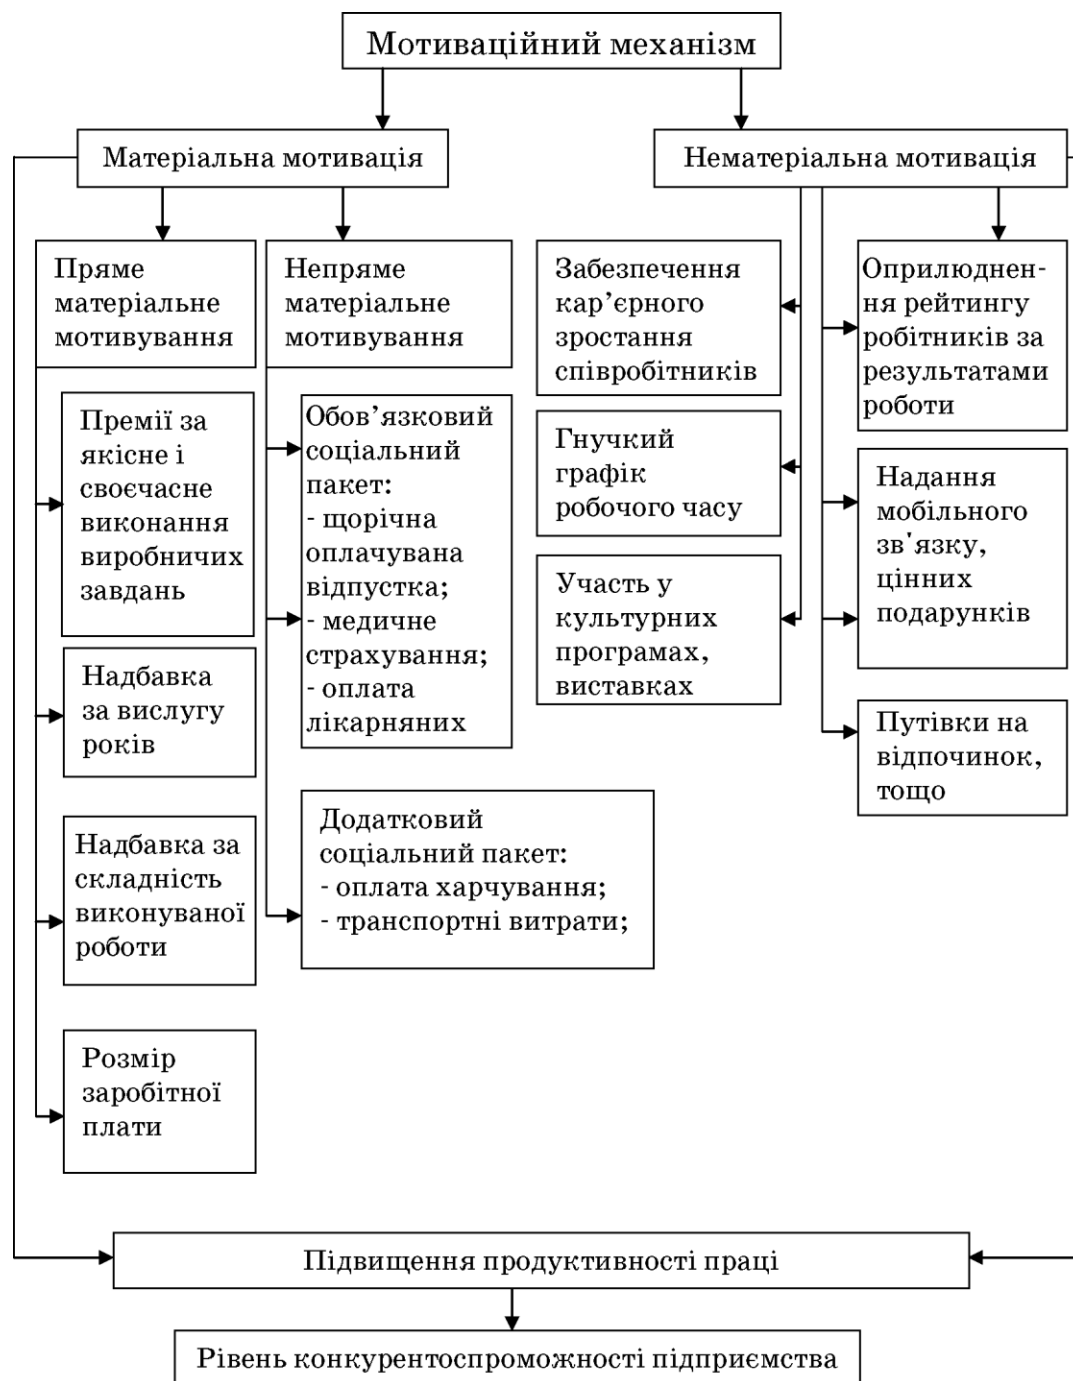 Мотиваційний механізм
Матеріальна мотивація
Нематеріальна мотивація
Пряме
матеріальне
мотивування
Непряме
матеріальне
мотивування
Забезпечення
кар’єрного
зростання
співробітників
Оприлюднен-
ня рейтингу
робітників за
результатами
роботи
Премії за
якісне і
своєчасне
виконання
виробничих
завдань
Обов’язковий
соціальний
пакет:
- щорічна
оплачувана
відпустка;
- медичне
страхування;
- оплата
лікарняних
Гнучкий
графік
робочого часу
Надання
мобільного
зв'язку,
цінних
подарунків
Участь у
культурних
програмах,
виставках
Надбавка
за вислугу
років
Путівки на
відпочинок,
тощо
Надбавка за
складність
виконуваної
роботи
Додатковий
соціальний пакет:
- оплата харчування;
- транспортні витрати;
Розмір
заробітної
плати
Підвищення продуктивності праці
Рівень конкурентоспроможності підприємства